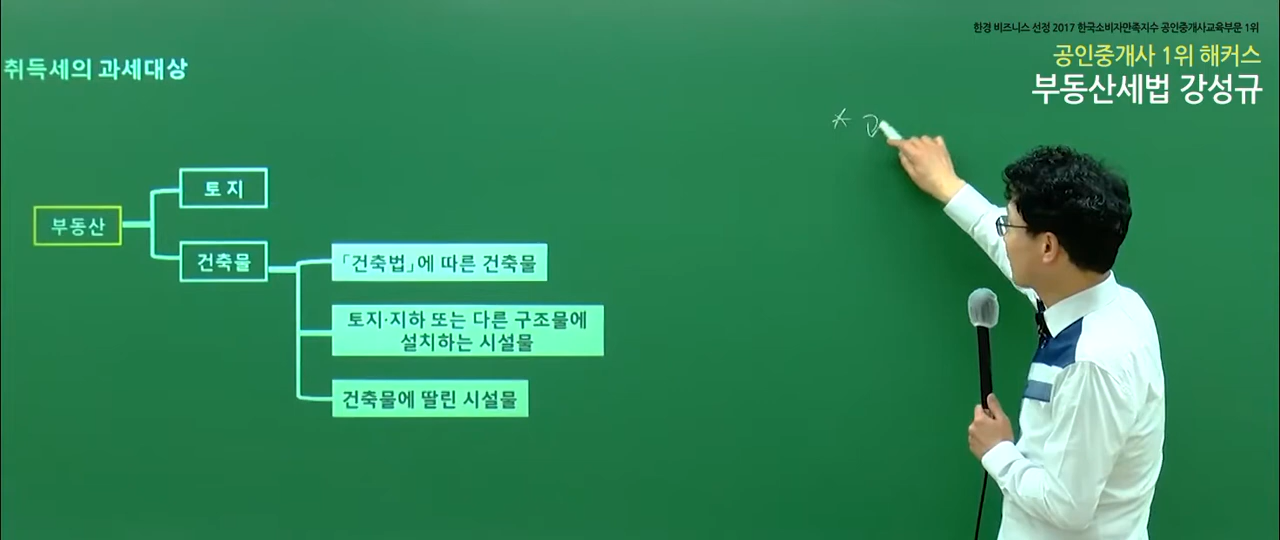 한경 비즈니스 선정 2017 한국소비자만족지수 공인중개사교육부문 1위
공인중개사 1위 해커스
부동산세법 강성규
취득세의 과세대상
부동산
토 지
건축물
「건축법」에 따른 건축물
토지·지하 또는 다른 구조물에
설치하는 시설물
건축물에 딸린 시설물